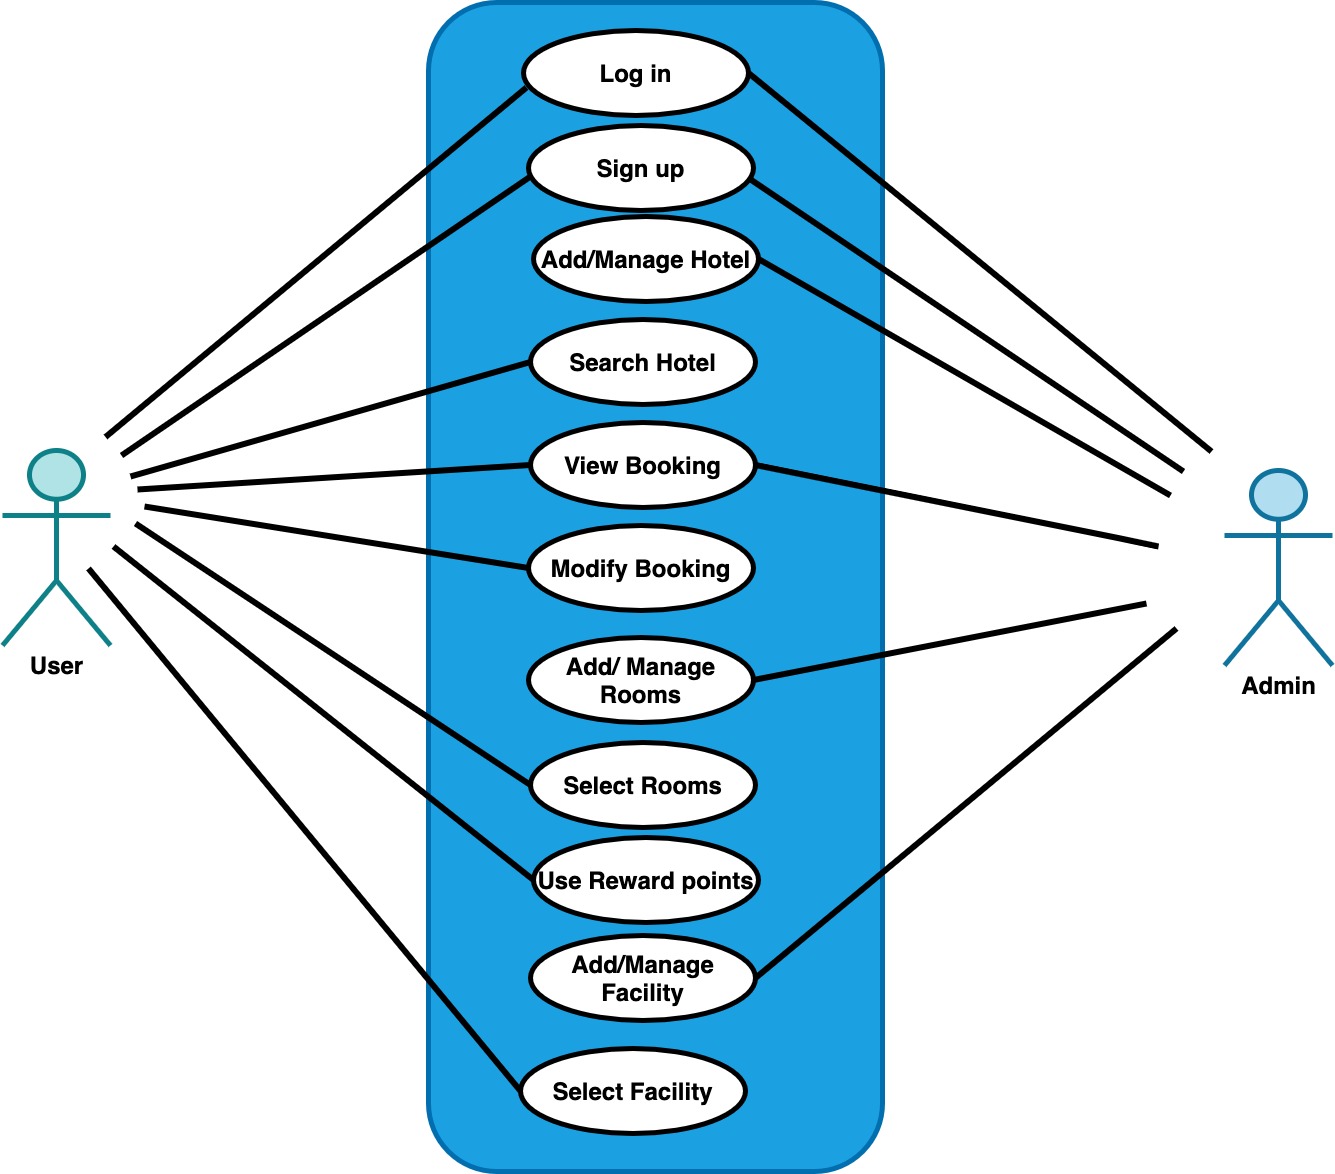 Log in
Sign up
Add/Manage Hotel
Search Hotel
View Booking
Modify Booking
User
Add/ Manage
Rooms
Admin
Select Rooms
Use Reward points
Add/Manage
Facility
Select Facility